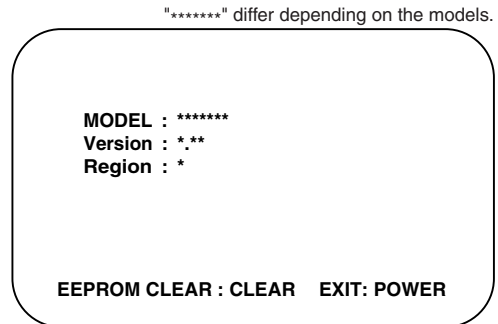 "*******" differ depending on the models.
MODEL : *******
Version : *.**
Region : *
EEPROM CLEAR : CLEAR EXIT: POWER